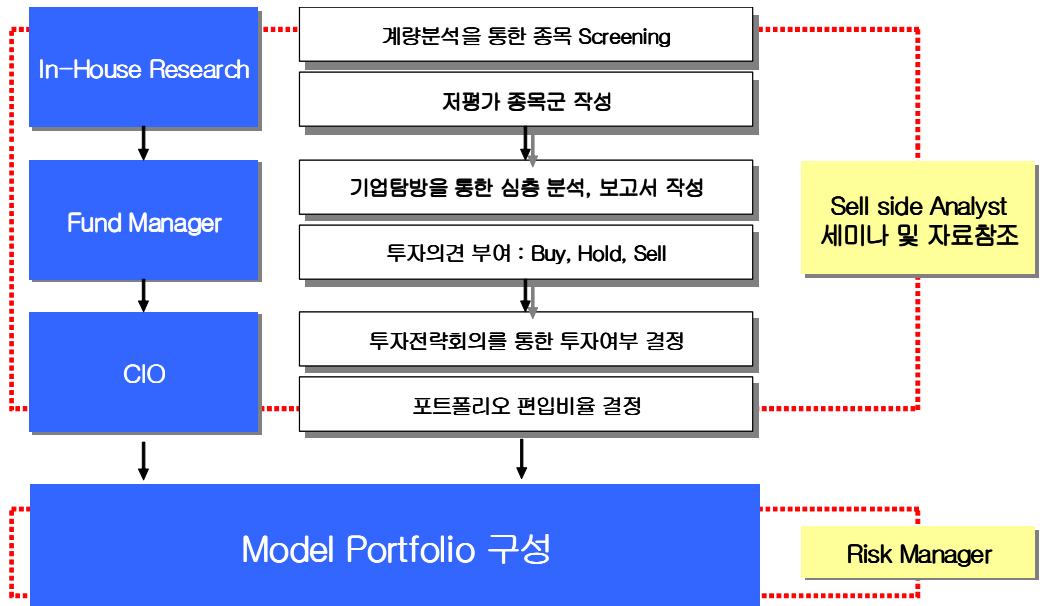 In-House Research
계량분석을 통한 종목 Screening
저평가 종목군 작성
Fund Manager
기업탐방을 통한 심층 분석, 보고서 작성
투자의견 부여 : Buy, Hold, Sell
Sell side Analyst
세미나 및 자료참조
CIO
투자전략회의를 통한 투자여부 결정
포트폴리오 편입비율 결정
Model Portfolio 구성
Risk Manager